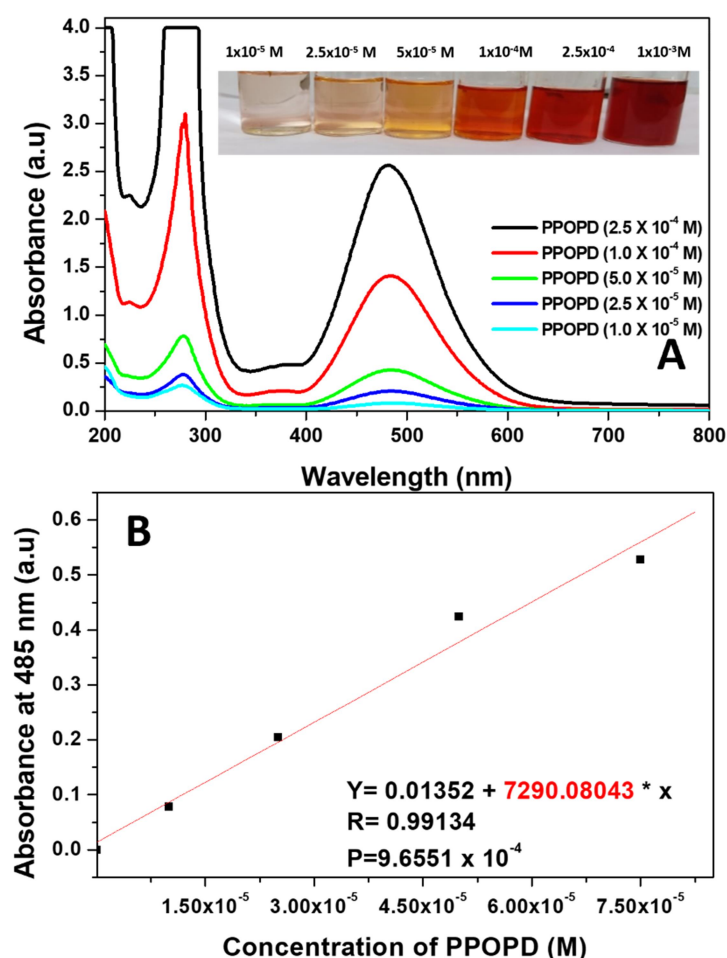 1x10-5 M 2.5x10-5 M 5x10-5 M 1x10-4M 2.5x10-4 1x10-3M
4.0
3.5
3.0
2.5
2.0
1.5
1.0
0.5
0.0
Absorbance (a.u)
PPOPD (2.5 X 10-4 M)
PPOPD (1.0 X 10-4 M)
PPOPD (5.0 X 10-5 M)
PPOPD (2.5 X 10-5 M)
PPOPD (1.0 X 10-5 M)
A
200 300 400 500 600 700 800
Wavelength (nm)
B
0.6
0.5
0.4
0.3
0.2
0.1
0.0
Absorbance at 485 nm (a.u)
Y= 0.01352 + 7290.08043 * x
R= 0.99134
P=9.6551 x 10-4
1.50x10-5 3.00x10-5 4.50x10-5 6.00x10-5 7.50x10-5
Concentration of PPOPD (M)